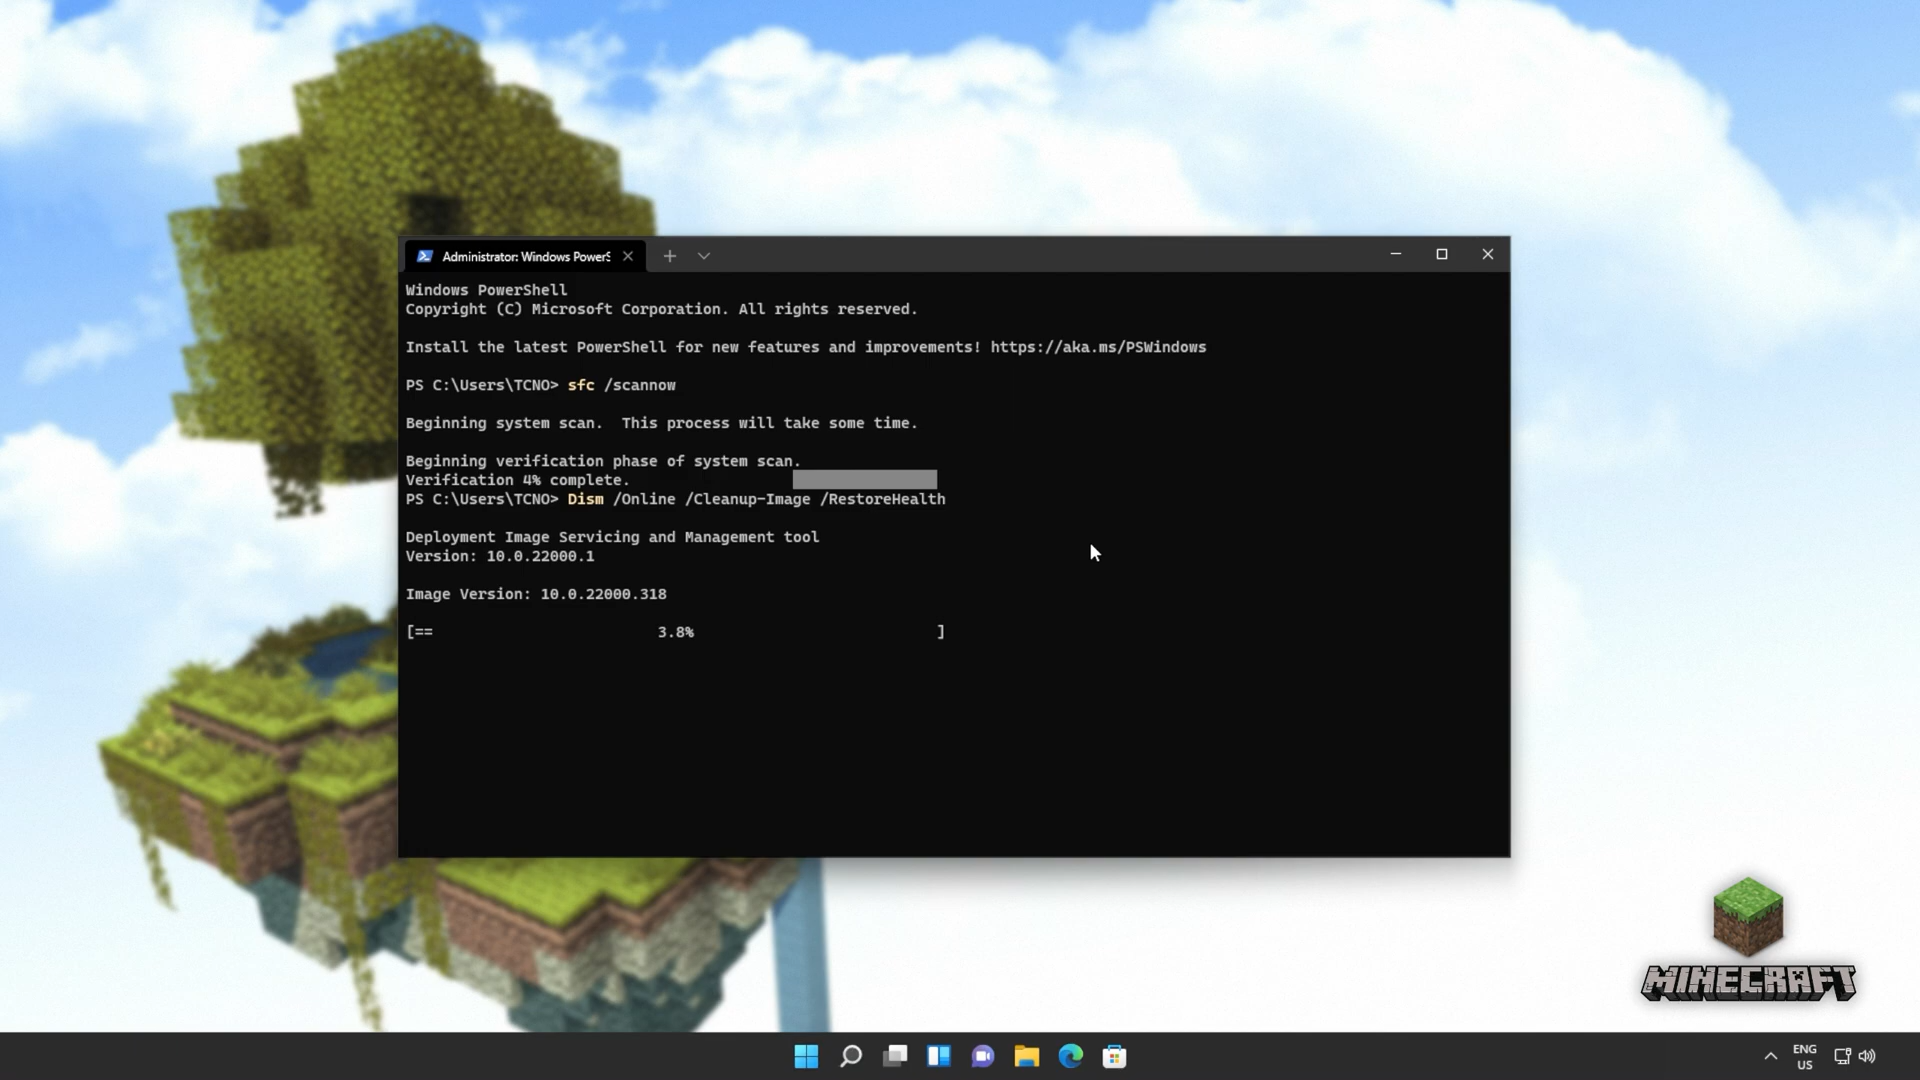 Administrator: Windows PowerS
Windows PowerShell
Copyright (C) Microsoft Corporation. All rights reserved.
Install the latest PowerShell for new features and improvements! https://aka.ms/PSWindows
PS C:\Users\TCNO> sfc /scannow
Beginning system scan.  This process will take some time.
Beginning verification phase of system scan.
Verification 4% complete.
PS C:\Users\TCNO> Dism /Online /Cleanup-Image /RestoreHealth
Deployment Image Servicing and Management tool
Version: 10.0.22000.1
Image Version: 10.0.22000.318
[==                         3.8%                           ]
MINECRAFT
ENG
US